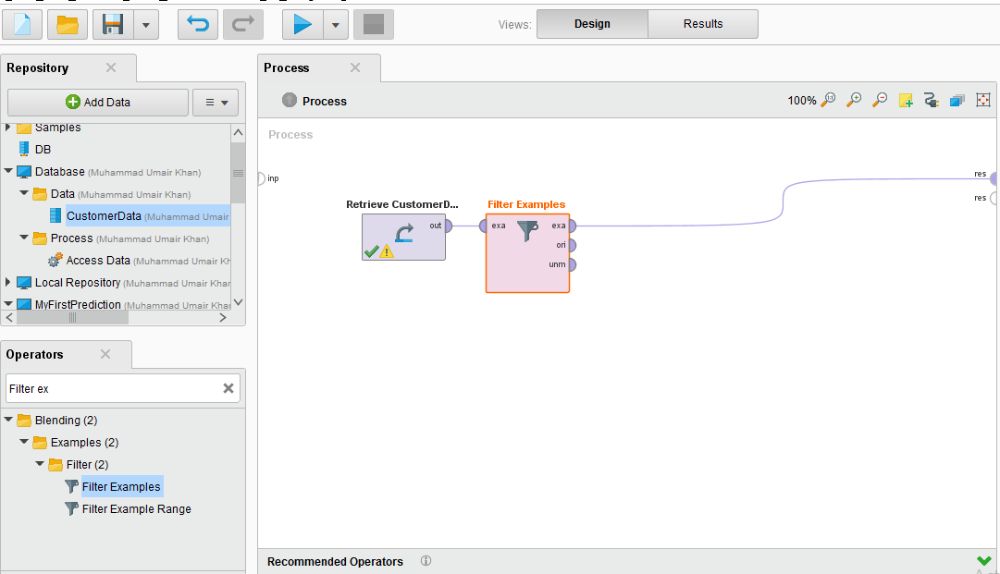 Views:
Design
Results
Repository
Add Data
Samples
DB
Database (Muhammad Umair Khan)
Data (Muhammad Umair Khan)
CustomerData (Muhammad Umair
Process (Muhammad Umair Khan)
Access Data (Muhammad Umair Kh
Local Repository (Muhammad Umair Khan
MyFirstPrediction (Muhammad Umair Khan
Operators
Filter ex
Blending (2)
Examples (2)
Filter (2)
Filter Examples
Filter Example Range
Process
Process
100%
Process
inp
Retrieve CustomerD...
out
Filter Examples
exa
exa
ori
unm
res
res
Recommended Operators